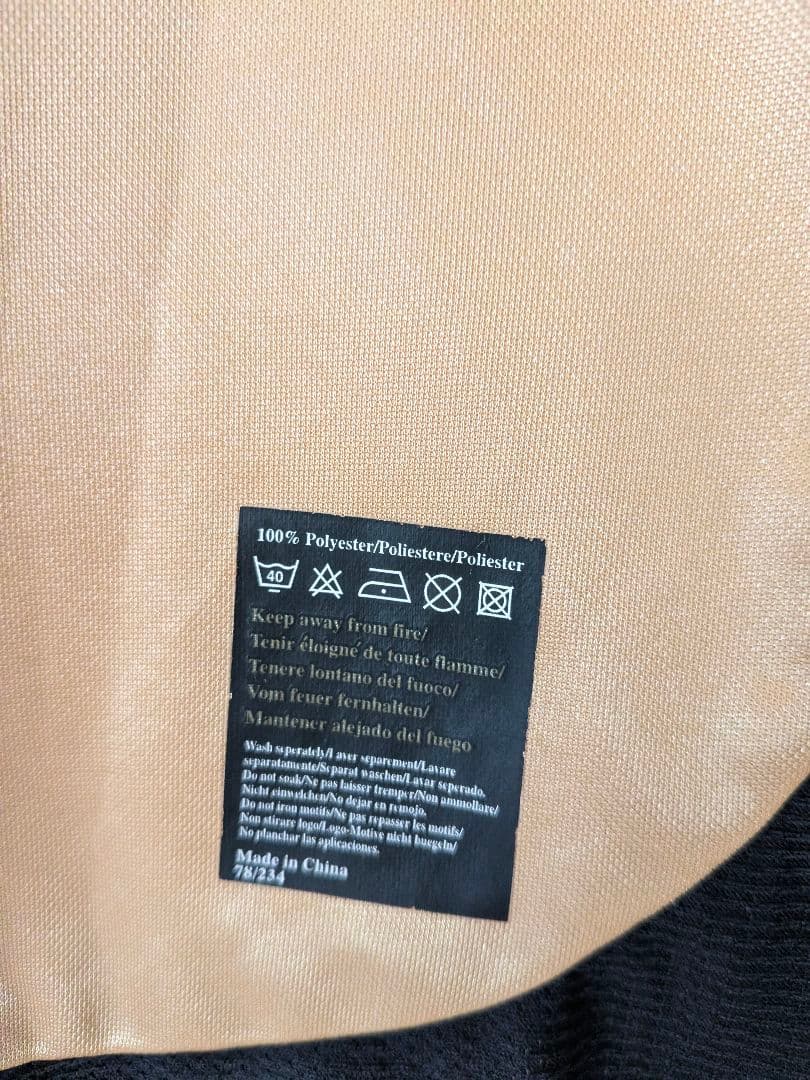 100% Polyester/Poliestere/Poliester
40
Keep away from fire/
Tenir éloigné de toute flamme/
Tenere lontano del fuoco/
Vom feuer fernhalten/
Mantener alejado del fuego
Wash seperately/Laver separement/Lavare
separatamente/Separat waschen/Lavar seperado.
Do not soak/Ne pas laisser tremper/Non ammollare/
Nicht einweichen/No dejar en remojo.
Do not iron motifs/Ne pas repasser les motifs/
Non stirare logo/Logo-Motive nicht buegeln/
No planchar las aplicaciones.
Made in China
78/234